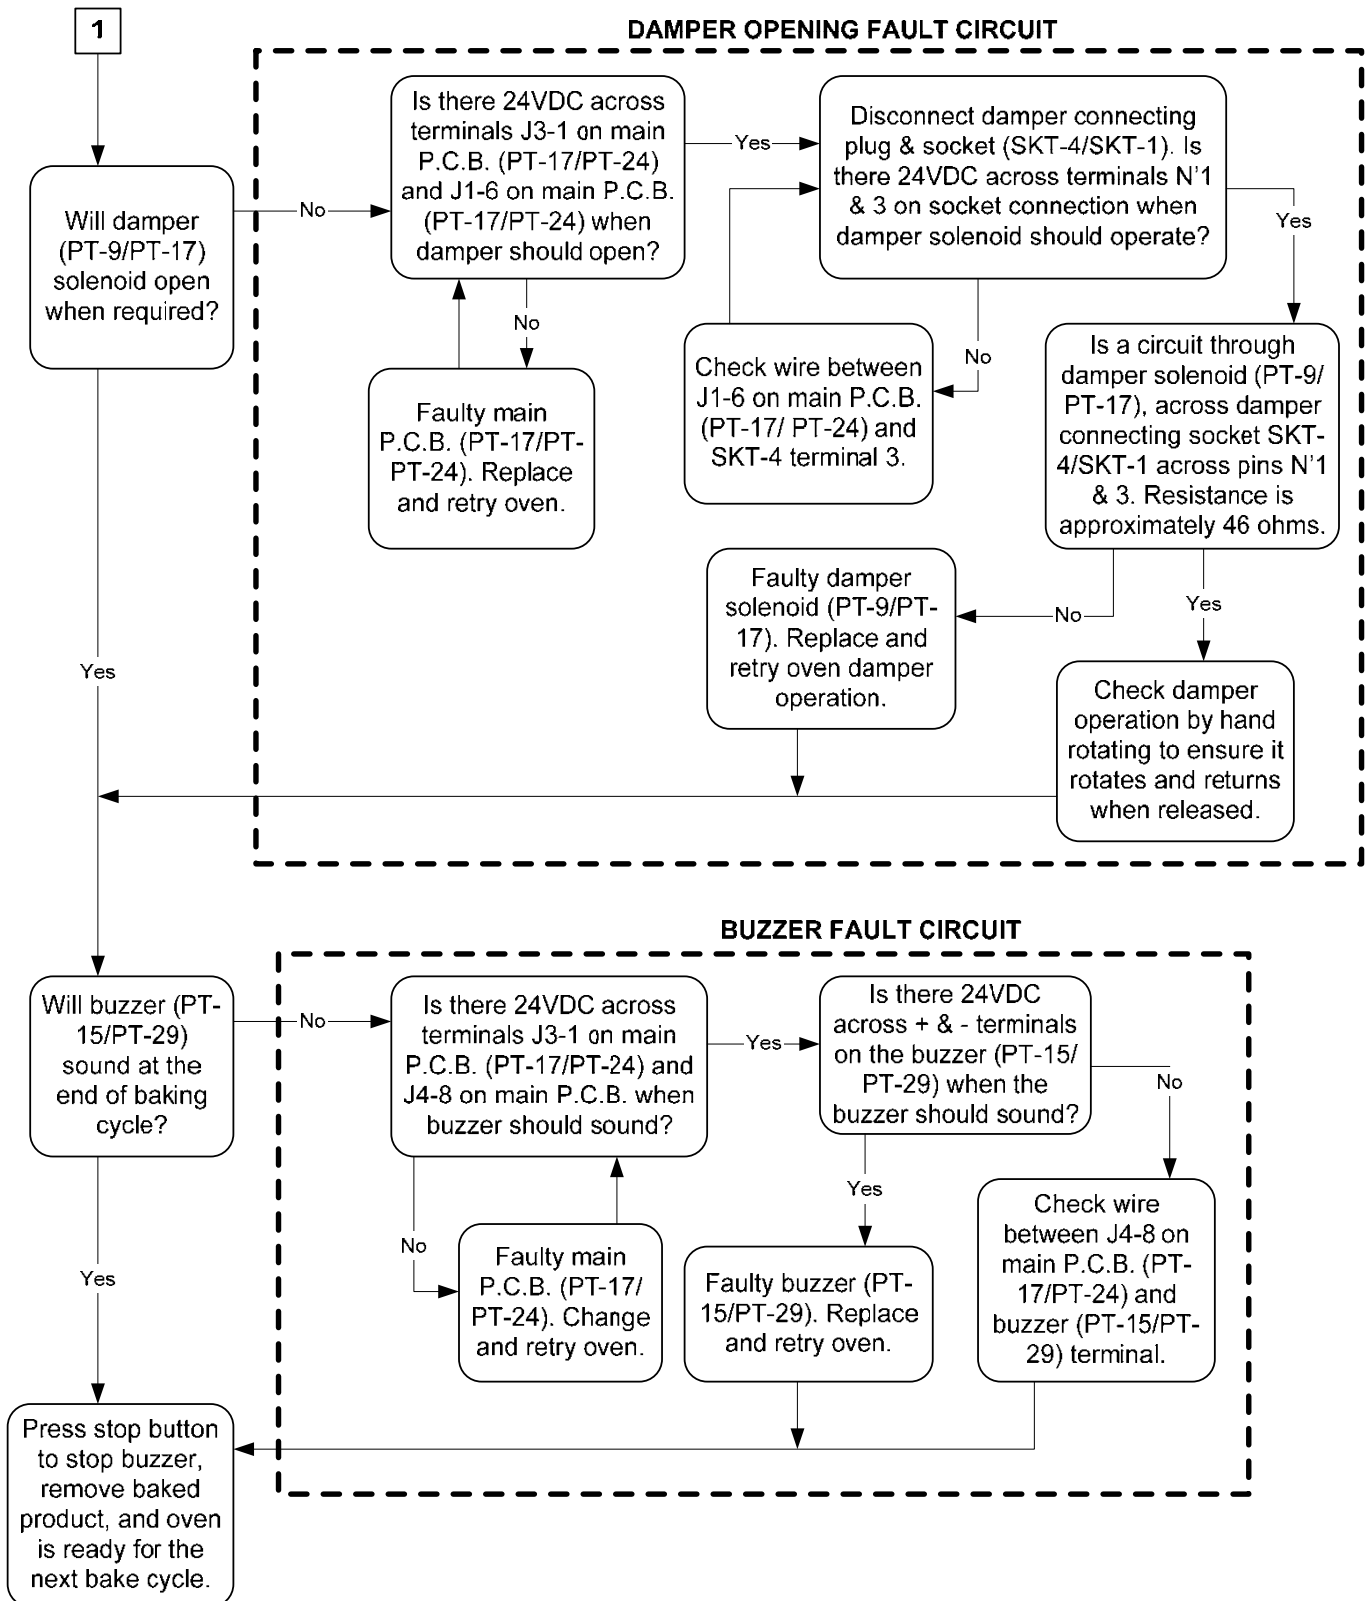 1
DAMPER OPENING FAULT CIRCUIT
Will damper
(PT-9/PT-17)
solenoid open
when required?
No
Is there 24VDC across
terminals J3-1 on main
P.C.B. (PT-17/PT-24)
and J1-6 on main P.C.B.
(PT-17/PT-24) when
damper should open?
Yes
Disconnect damper connecting
plug & socket (SKT-4/SKT-1). Is
there 24VDC across terminals N'1
& 3 on socket connection when
damper solenoid should operate?
Yes
No
Faulty main
P.C.B. (PT-17/PT-
PT-24). Replace
and retry oven.
Check wire between
J1-6 on main P.C.B.
(PT-17/ PT-24) and
SKT-4 terminal 3.
No
Is a circuit through
damper solenoid (PT-9/
PT-17), across damper
connecting socket SKT-
4/SKT-1 across pins N'1
& 3. Resistance is
approximately 46 ohms.
Faulty damper
solenoid (PT-9/PT-
17). Replace and
retry oven damper
operation.
No
Yes
Check damper
operation by hand
rotating to ensure it
rotates and returns
when released.
Yes
BUZZER FAULT CIRCUIT
Will buzzer (PT-
15/PT-29)
sound at the
end of baking
cycle?
No
Is there 24VDC across
terminals J3-1 on main
P.C.B. (PT-17/PT-24) and
J4-8 on main P.C.B. when
buzzer should sound?
Yes
Is there 24VDC
across + & - terminals
on the buzzer (PT-15/
PT-29) when the
buzzer should sound?
No
No
Faulty main
P.C.B. (PT-17/
PT-24). Change
and retry oven.
Yes
Faulty buzzer (PT-
15/PT-29). Replace
and retry oven.
Check wire
between J4-8 on
main P.C.B. (PT-
17/PT-24) and
buzzer (PT-15/PT-
29) terminal.
Yes
Press stop button
to stop buzzer,
remove baked
product, and oven
is ready for the
next bake cycle.